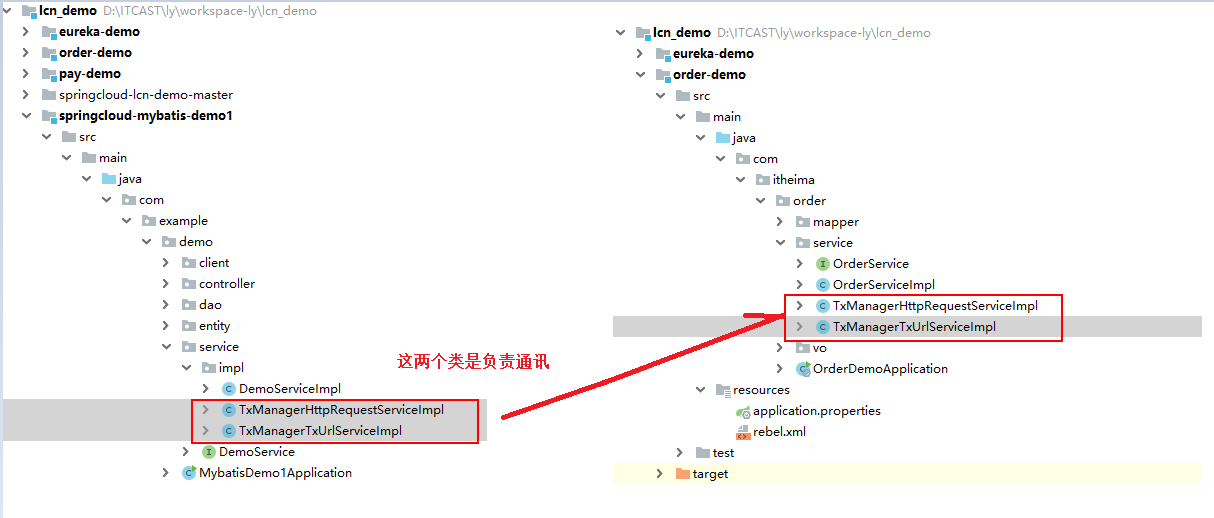 lcn_demo D:\ITCAST\ly\workspace-ly\lcn_demo
eureka-demo
order-demo
pay-demo
springcloud-lcn-demo-master
springcloud-mybatis-demo1
src
main
java
com
example
demo
client
controller
dao
entity
service
impl
DemoServiceImpl
TxManagerHttpRequestServiceImpl
TxManagerTxUrlServiceImpl
DemoService
MybatisDemo1Application
这两个类是负责通讯
lcn_demo D:\ITCAST\ly\workspace-ly\lcn_demo
eureka-demo
order-demo
src
main
java
com
itheima
order
mapper
service
OrderService
OrderServiceImpl
TxManagerHttpRequestServiceImpl
TxManagerTxUrlServiceImpl
vo
OrderDemoApplication
resources
application.properties
rebel.xml
test
target